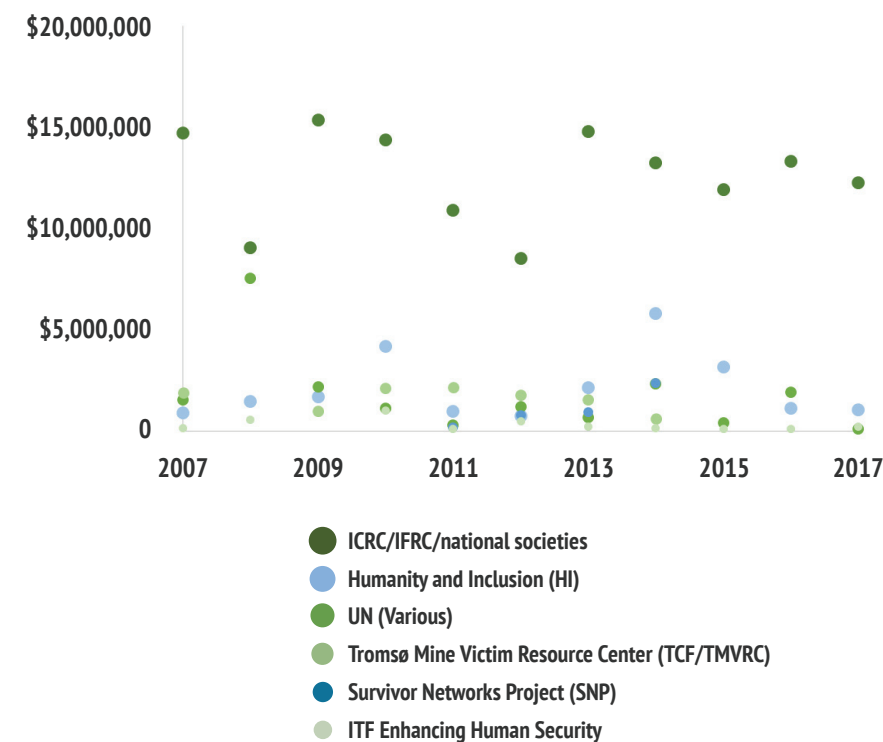 $20,000,000
$15,000,000
$10,000,000
$5,000,000
0
2007 2009 2011 2013 2015 2017
ICRC/IFRC/national societies
Humanity and Inclusion (HI)
UN (Various)
Tromsø Mine Victim Resource Center (TCF/TMVRC)
Survivor Networks Project (SNP)
ITF Enhancing Human Security